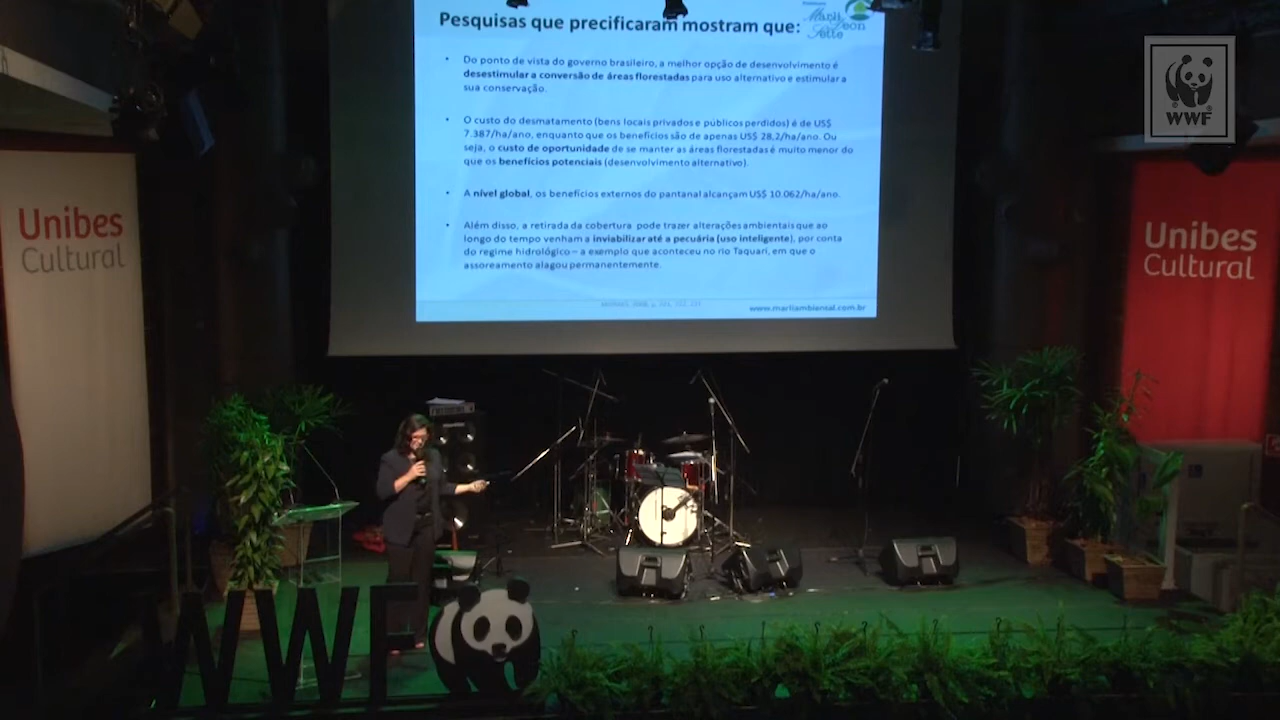 Pesquisas que precificaram mostram que:
Marli
Leon
Sette
• Do ponto de vista do governo brasileiro, a melhor opção de desenvolvimento é
desestimular a conversão de áreas florestadas para uso alternativo e estimular a
sua conservação.
• O custo do desmatamento (bens locais privados e públicos perdidos) é de US$
7.387/ha/ano, enquanto que os benefícios são de apenas US$ 28,2/ha/ano. Ou
seja, o custo de oportunidade de se manter as áreas florestadas é muito menor do
que os benefícios potenciais (desenvolvimento alternativo).
• A nível global, os benefícios externos do pantanal alcançam US$ 10.062/ha/ano.
• Além disso, a retirada da cobertura pode trazer alterações ambientais que ao
longo do tempo venham a inviabilizar até a pecuária (uso inteligente), por conta
do regime hidrológico – a exemplo que aconteceu no rio Taquari, em que o
assoreamento alagou permanentemente.
www.marliambiental.com.br
WWF
Unibes
Cultural
Unibes
Cultural
WWF